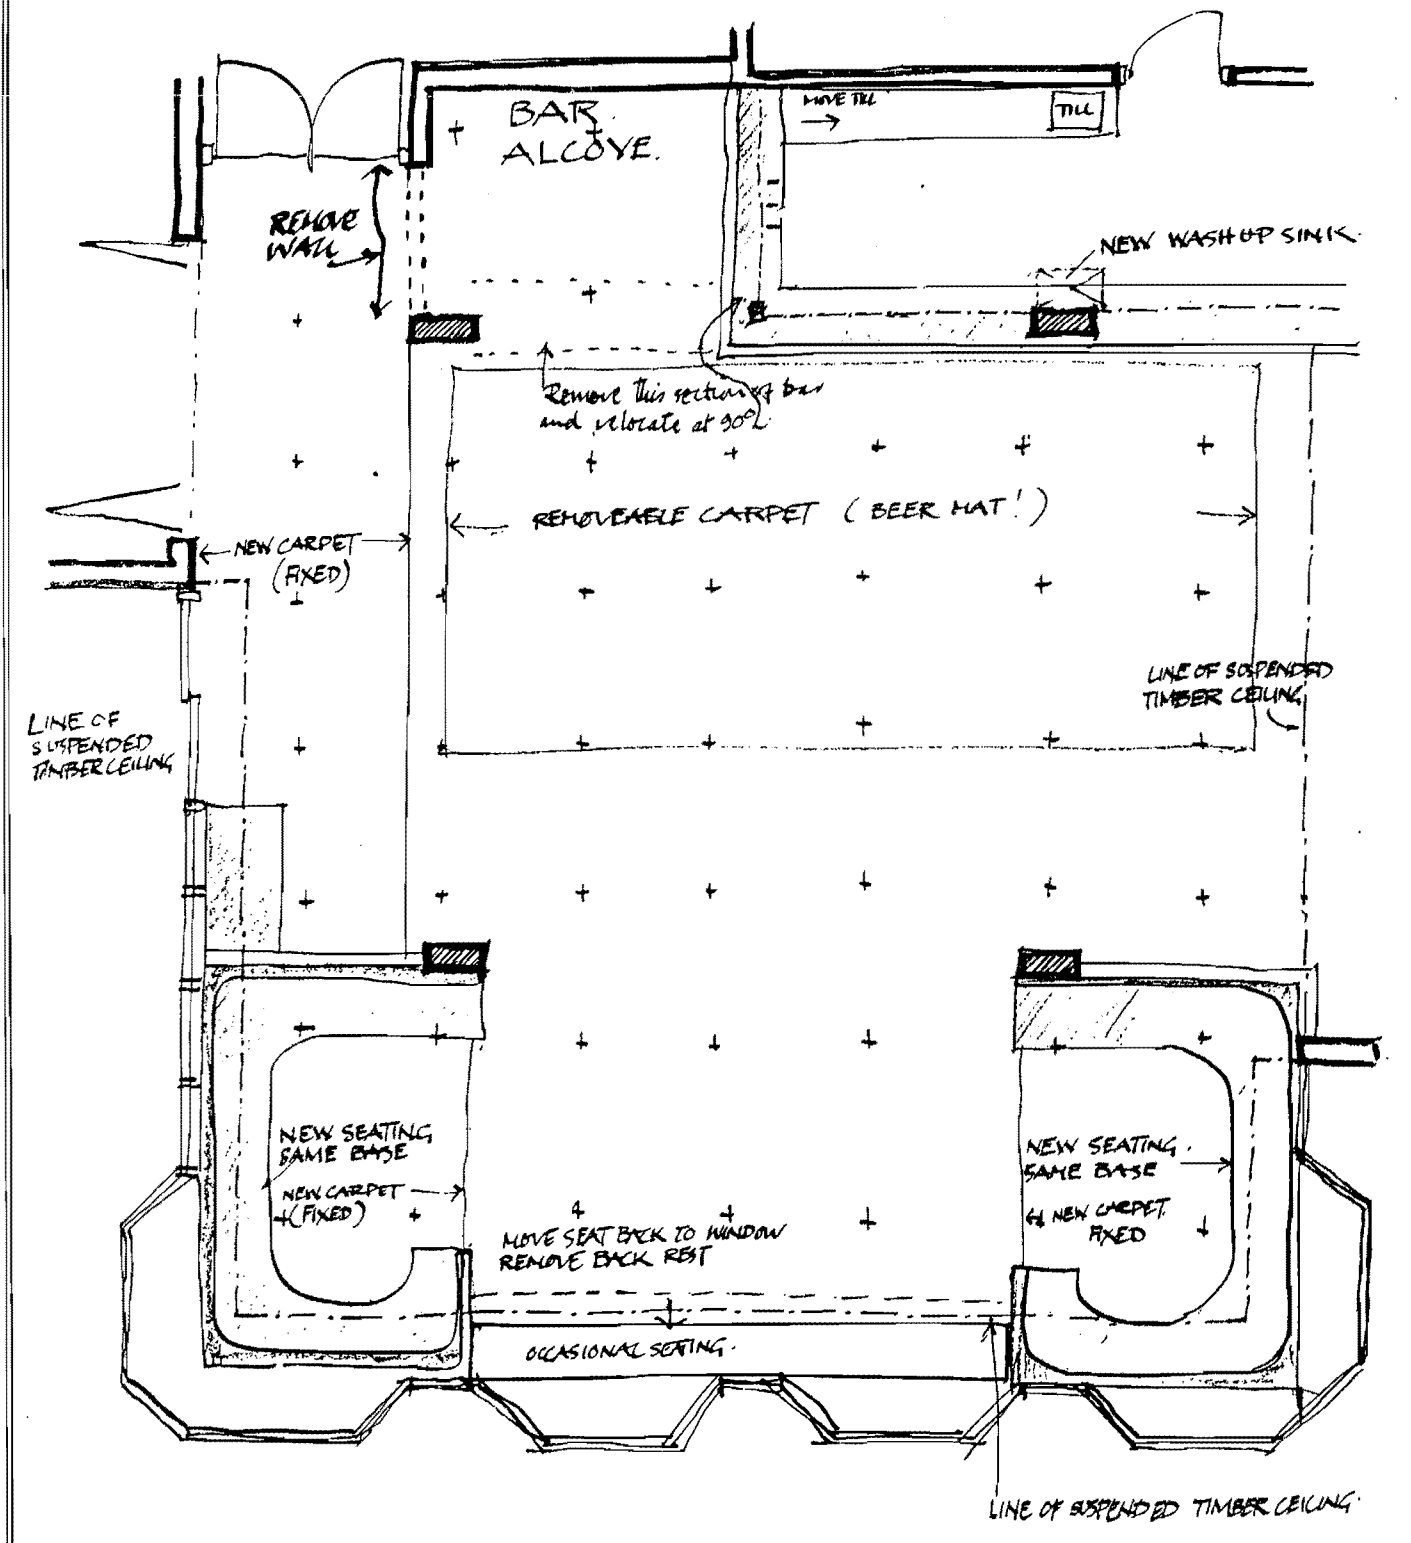 BAR
ALCOVE.
MOVE TILL
TILL
REMOVE
WALL
NEW WASHUP SINK.
Remove this section of bar
and relocate at 90°L.
REMOVEABLE CARPET (BEER MAT!)
NEW CARPET
(FIXED)
LINE OF SUSPENDED
TIMBER CEILING
LINE OF
SUSPENDED
TIMBER CEILING
NEW SEATING
SAME BASE
NEW CARPET
(FIXED)
NEW SEATING.
SAME BASE
NEW CARPET.
FIXED
MOVE SEAT BACK TO WINDOW
REMOVE BACK REST
OCCASIONAL SEATING.
LINE OF SUSPENDED TIMBER CEILING.